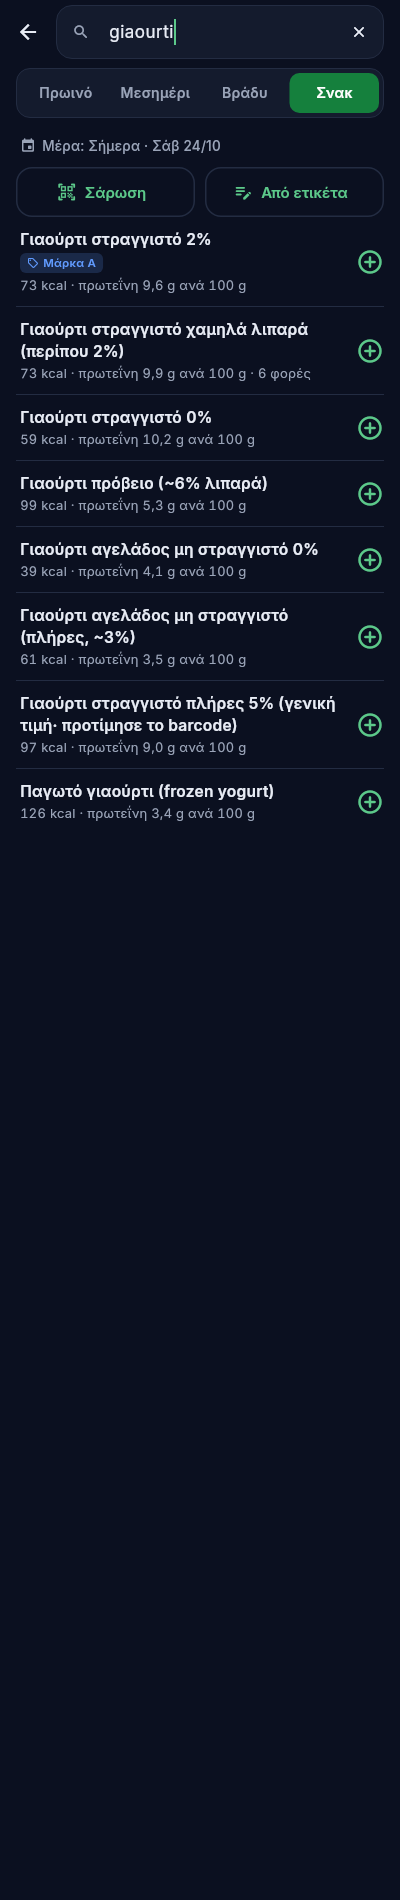 giaourti
Πρωινό Μεσημέρι Βράδυ Σνακ
Μέρα: Σήμερα · Σάβ 24/10
Σάρωση Από ετικέτα
Γιαούρτι στραγγιστό 2%
Μάρκα Α
73 kcal · πρωτεΐνη 9,6 g ανά 100 g
Γιαούρτι στραγγιστό χαμηλά λιπαρά
(περίπου 2%)
73 kcal · πρωτεΐνη 9,9 g ανά 100 g · 6 φορές
Γιαούρτι στραγγιστό 0%
59 kcal · πρωτεΐνη 10,2 g ανά 100 g
Γιαούρτι πρόβειο (~6% λιπαρά)
99 kcal · πρωτεΐνη 5,3 g ανά 100 g
Γιαούρτι αγελάδος μη στραγγιστό 0%
39 kcal · πρωτεΐνη 4,1 g ανά 100 g
Γιαούρτι αγελάδος μη στραγγιστό
(πλήρες, ~3%)
61 kcal · πρωτεΐνη 3,5 g ανά 100 g
Γιαούρτι στραγγιστό πλήρες 5% (γενική
τιμή· προτίμησε το barcode)
97 kcal · πρωτεΐνη 9,0 g ανά 100 g
Παγωτό γιαούρτι (frozen yogurt)
126 kcal · πρωτεΐνη 3,4 g ανά 100 g